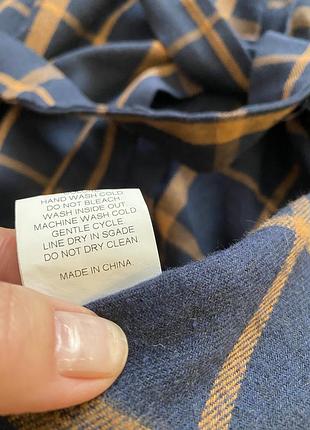 HAND WASH COLD
DO NOT BLEACH.
WASH INSIDE OUT.
MACHINE WASH COLD
GENTLE CYCLE.
LINE DRY IN SGADE
DO NOT DRY CLEAN.
MADE IN CHINA.